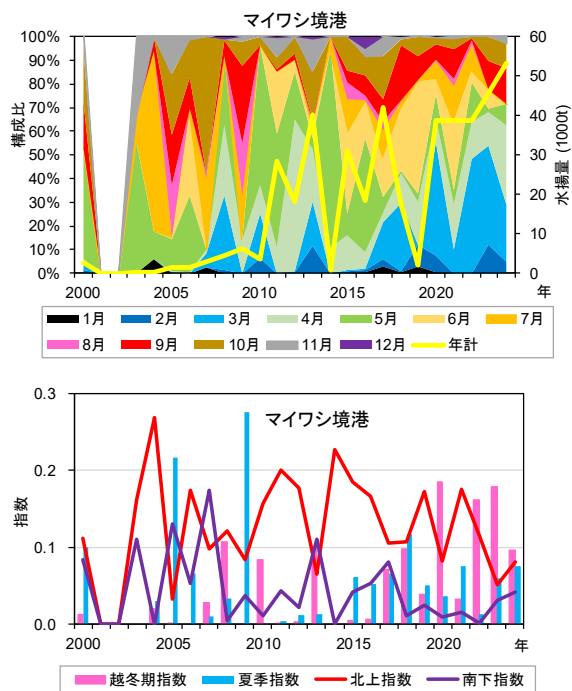 マイワシ境港
100%
90%
80%
70%
60%
50%
40%
30%
20%
10%
0%
構成比
60
50
40
30
20
10
0
水揚量 (1000t)
2000 2005 2010 2015 2020 年
1月 2月 3月 4月 5月 6月 7月
8月 9月 10月 11月 12月 年計
マイワシ境港
0.3
0.2
0.1
0.0
指数
2000 2005 2010 2015 2020 年
越冬期指数 夏季指数 北上指数 南下指数